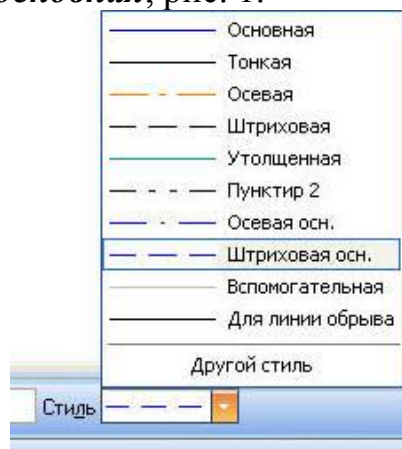 рис. 1.
Основная
Тонкая
Осевая
Штриховая
Утолщенная
Пунктир 2
Осевая осн.
Штриховая осн.
Вспомогательная
Для линии обрыва
Другой стиль
Стиль